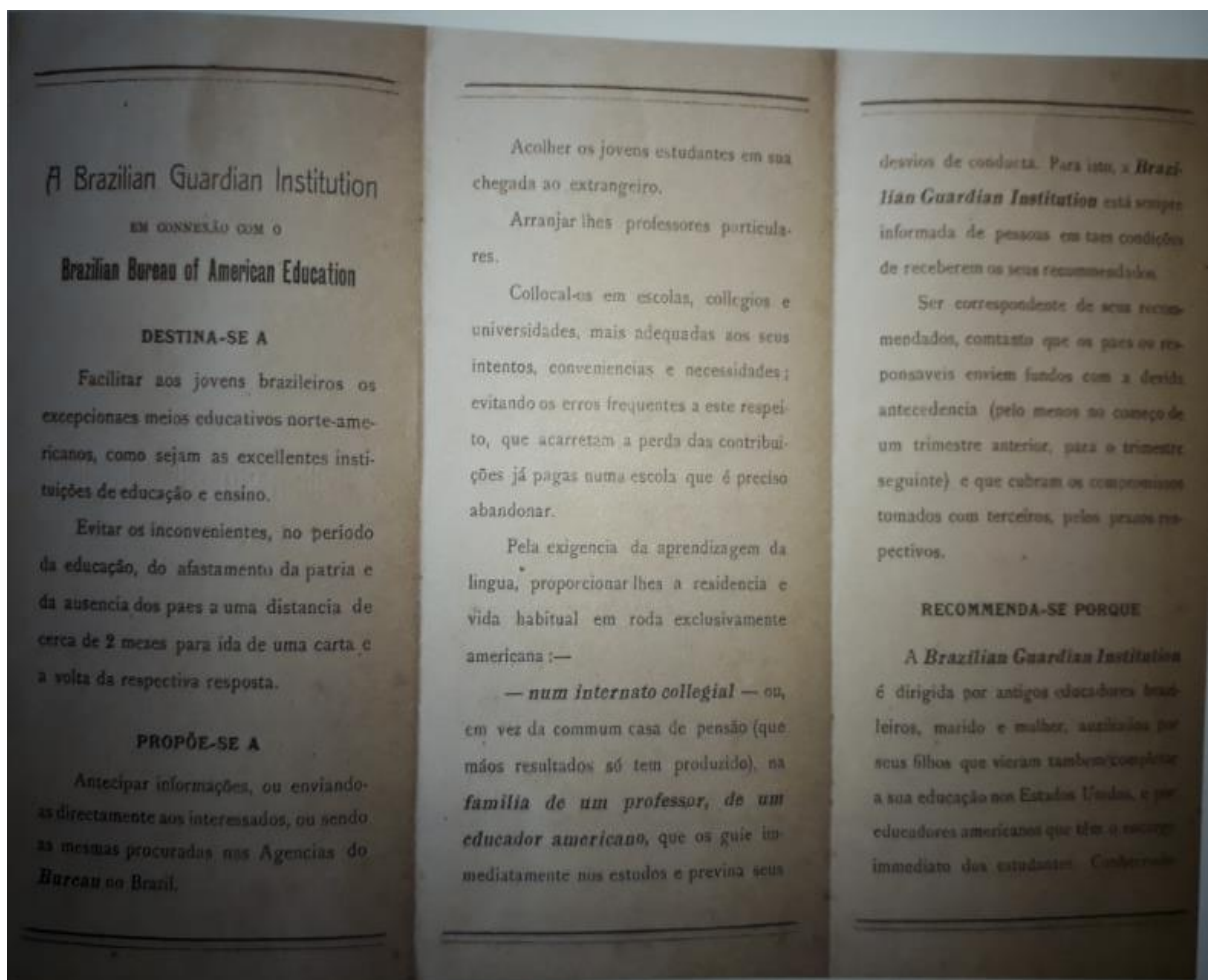 A Brazilian Guardian Institution
EM CONNEXÃO COM O
Brazilian Bureau of American Education
DESTINA-SE A
Facilitar aos jovens brazileiros os
excepcionaes meios educativos norte-ame-
ricanos, como sejam as excellentes insti-
tuições de educação e ensino.
Evitar os inconvenientes, no período
da educação, do afastamento da patria e
da ausencia dos paes a uma distancia de
cerca de 2 mezes para ida de uma carta e
a volta da respectiva resposta.
PROPÕE-SE A
Antecipar informações, ou enviando-
as directamente aos interessados, ou sendo
as mesmas procuradas nas Agencias do
Bureau no Brazil.
Acolher os jovens estudantes em sua
chegada ao extrangeiro.
Arranjar lhes professores particula-
res.
Collocal-os em escolas, collegios e
universidades, mais adequadas aos seus
intentos, conveniencias e necessidades;
evitando os erros frequentes a este respei-
to, que acarretam a perda das contribui-
ções já pagas numa escola que é preciso
abandonar.
Pela exigencia da aprendizagem da
lingua, proporcionar lhes a residencia e
vida habitual em roda exclusivamente
americana :—
— num internato collegial — ou,
em vez da commum casa de pensão (que
máos resultados só tem produzido), na
familia de um professor, de um
educador americano, que os guie im-
mediatamente nos estudos e previna seus
desvios de conducta. Para isto, a Brazi-
lian Guardian Institution está sempre
informada de pessoas em taes condições
de receberem os seus recommendados.
Ser correspondente de seus recom-
mendados, comtanto que os paes ou res-
ponsaveis enviem fundos com a devida
antecedencia (pelo menos no começo de
um trimestre anterior, para o trimestre
seguinte) e que cubram os compromissos
tomados com terceiros, pelos prazos res-
pectivos.
RECOMMENDA-SE PORQUE
A Brazilian Guardian Institution
é dirigida por antigos educadores brazi-
leiros, marido e mulher, auxiliados por
seus filhos que vieram tambem completar
a sua educação nos Estados Unidos, e por
educadores americanos que têm o encargo
immediato dos estudantes.